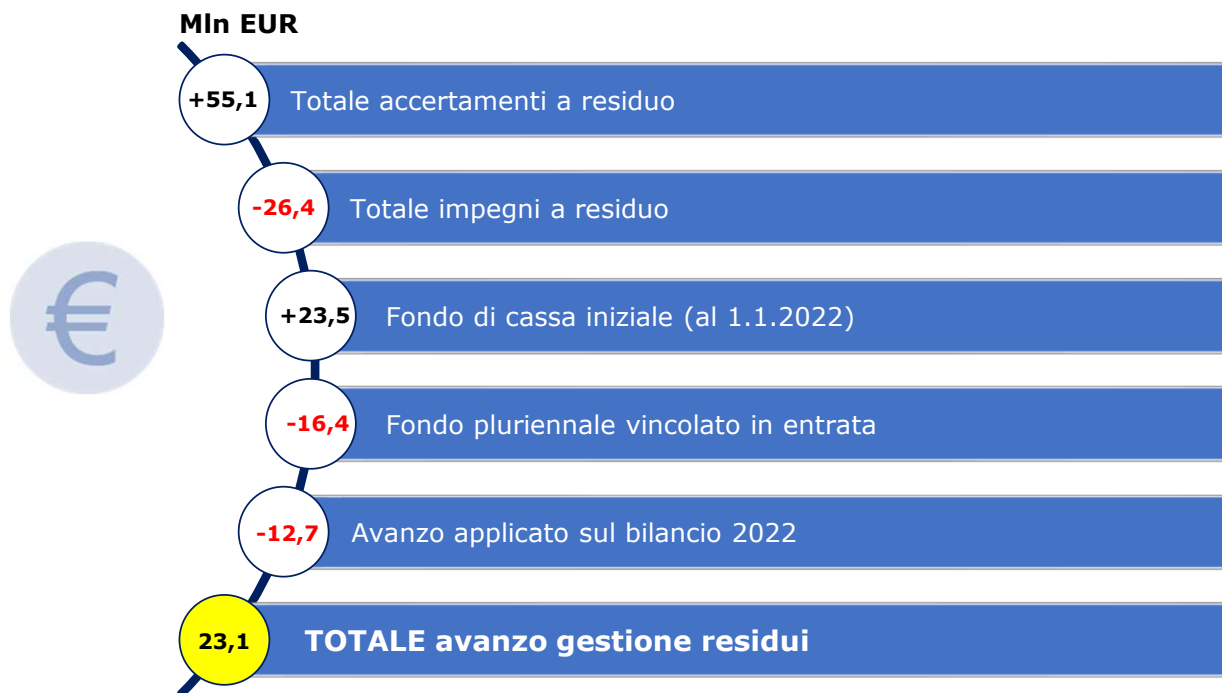 Mln EUR
+55,1 Totale accertamenti a residuo
-26,4 Totale impegni a residuo
+23,5 Fondo di cassa iniziale (al 1.1.2022)
-16,4 Fondo pluriennale vincolato in entrata
-12,7 Avanzo applicato sul bilancio 2022
23,1 TOTALE avanzo gestione residui
€